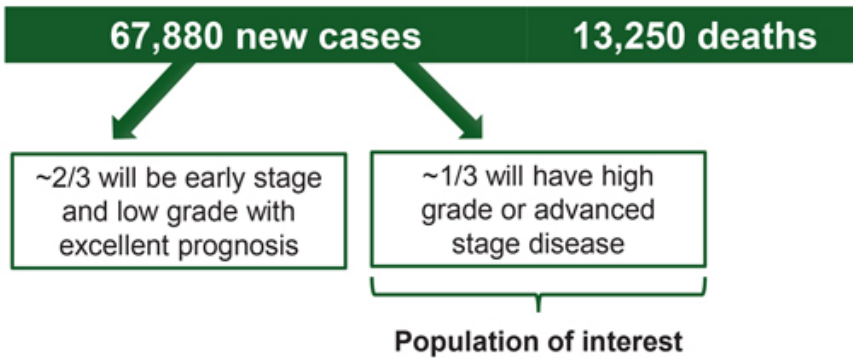 67,880 new cases
13,250 deaths
~2/3 will be early stage
and low grade with
excellent prognosis
~1/3 will have high
grade or advanced
stage disease
Population of interest